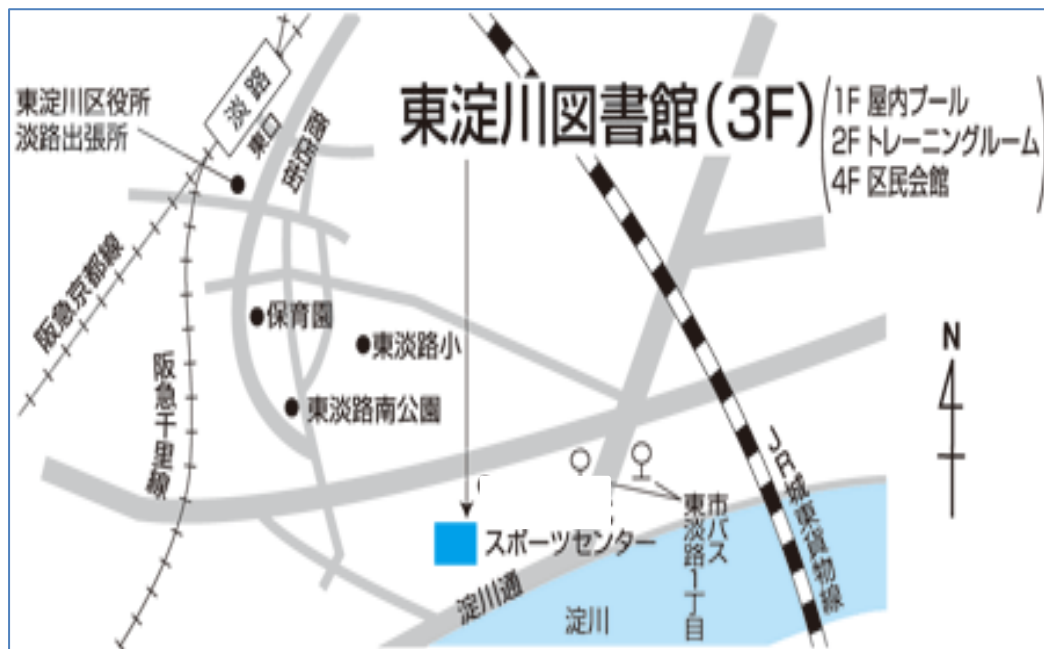 淡路
東口
東淀川区役所
淡路出張所
東淀川図書館(3F)
1F 屋内プール
2F トレーニングルーム
4F 区民会館
商店街
阪急京都線
阪急千里線
保育園
東淡路小
東淡路南公園
N
JR城東貨物線
市バス
東淡路1丁目
スポーツセンター
淀川通
淀川